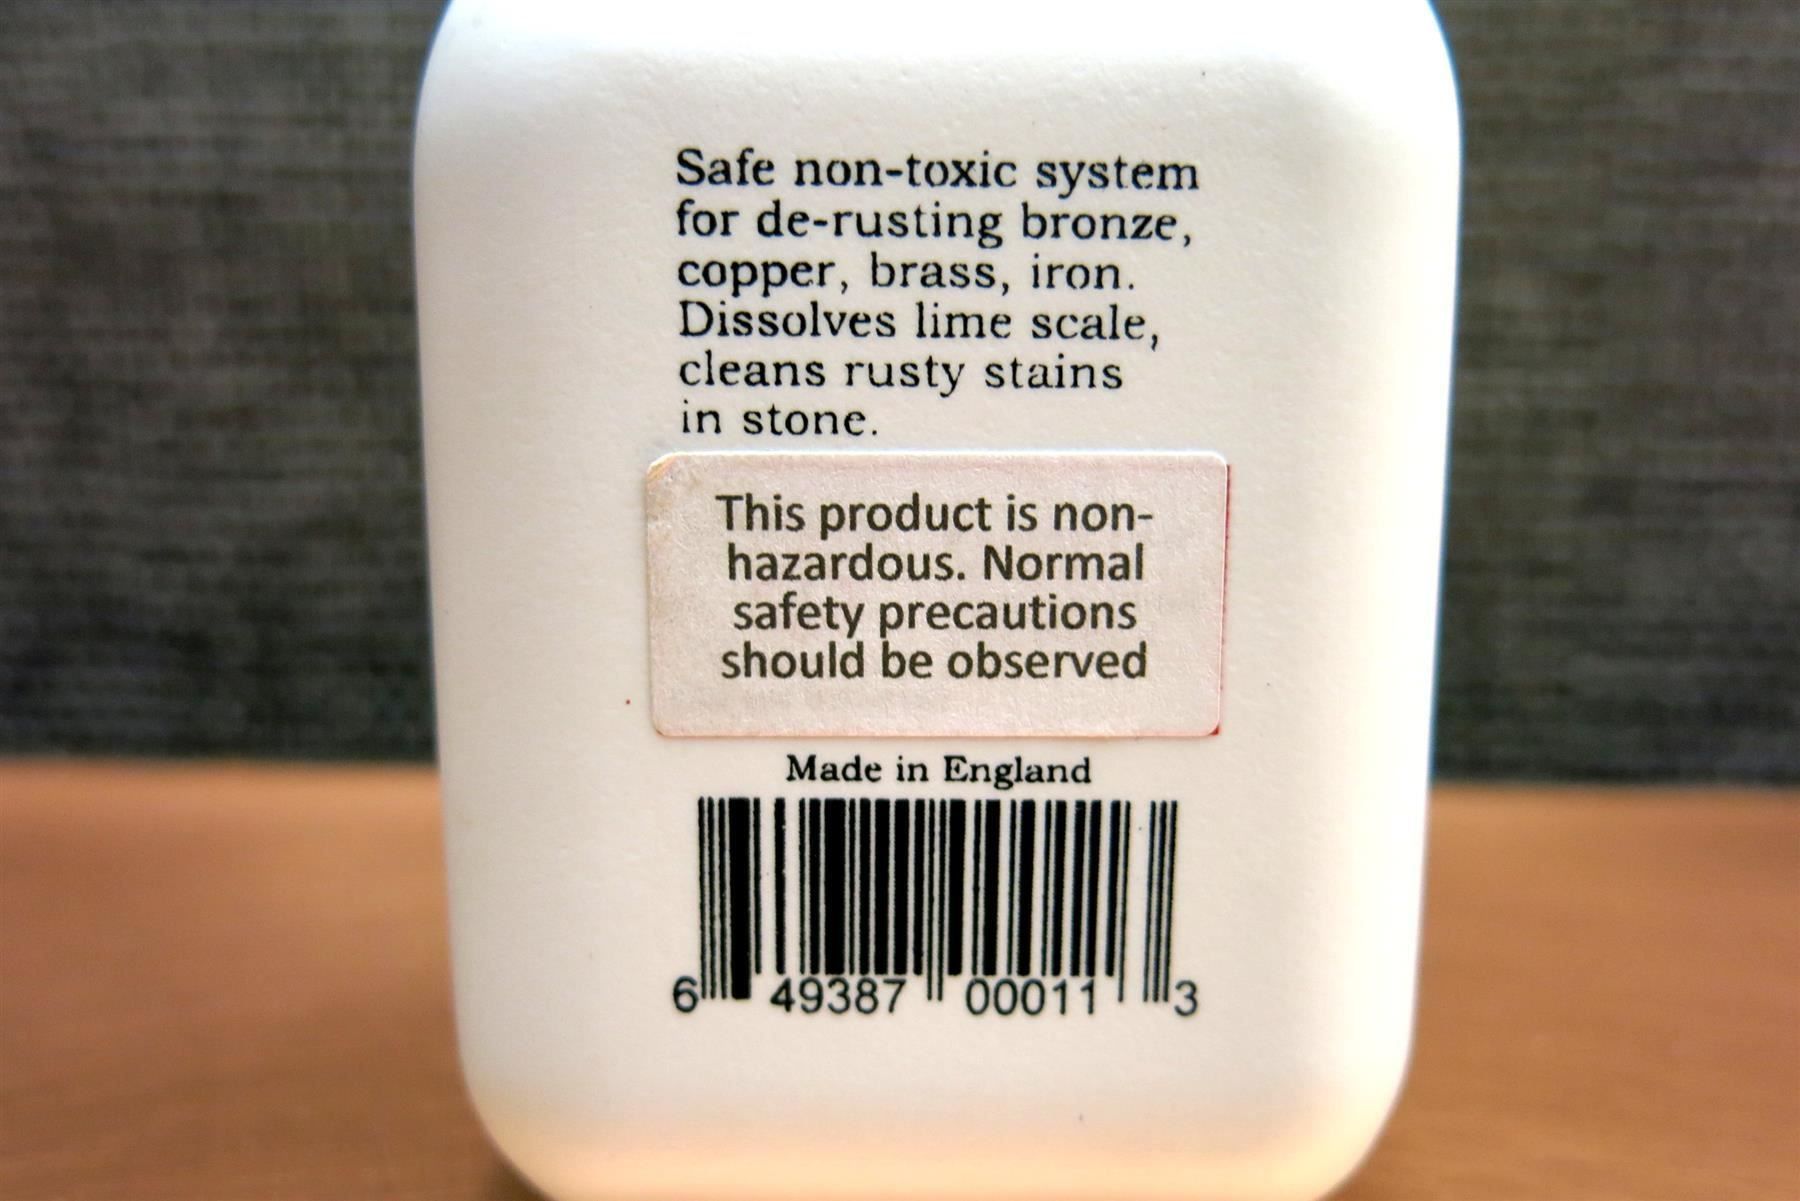 Safe non-toxic system
for de-rusting bronze,
copper, brass, iron.
Dissolves lime scale,
cleans rusty stains
in stone.
This product is non-
hazardous. Normal
safety precautions
should be observed
Made in England
6 49387 00011 3